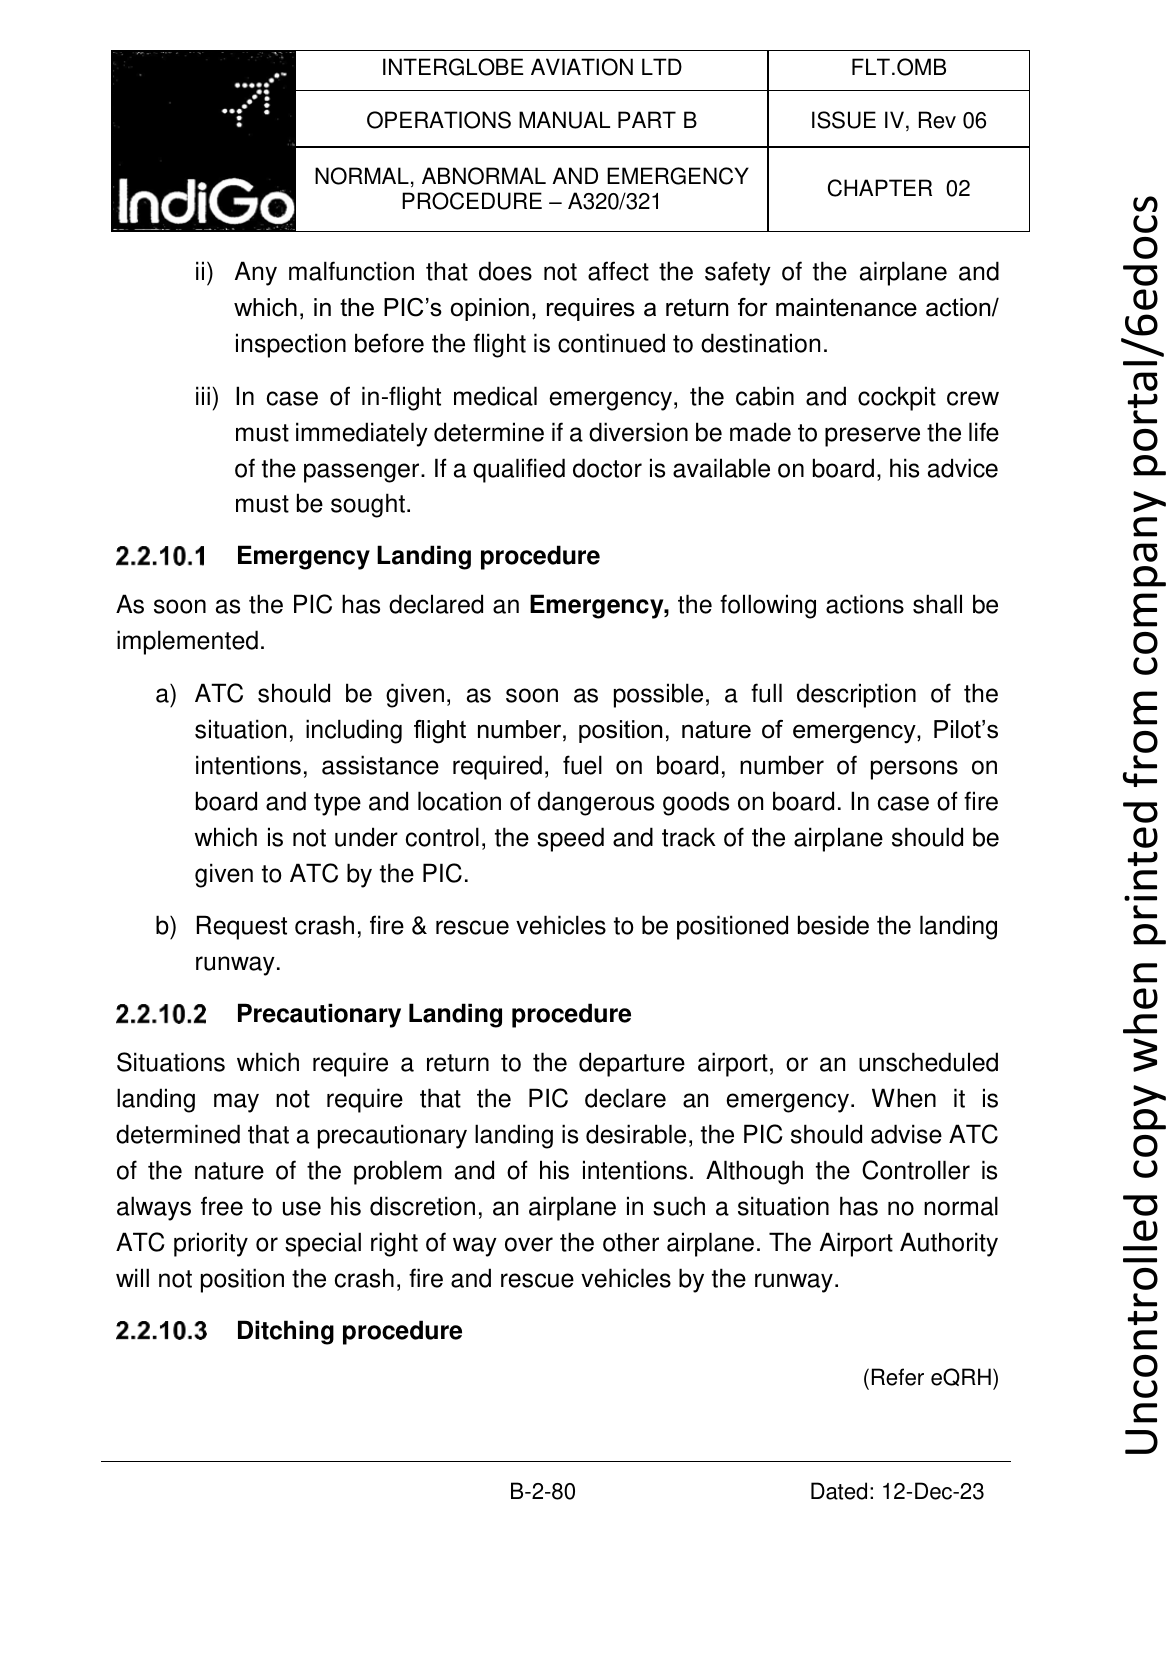 INTERGLOBE AVIATION LTD
FLT.OMB
OPERATIONS MANUAL PART B
ISSUE IV, Rev 06
IndiGo
NORMAL, ABNORMAL AND EMERGENCY
PROCEDURE – A320/321
CHAPTER 02
ii) Any malfunction that does not affect the safety of the airplane and
which, in the PIC’s opinion, requires a return for maintenance action/
inspection before the flight is continued to destination.
iii) In case of in-flight medical emergency, the cabin and cockpit crew
must immediately determine if a diversion be made to preserve the life
of the passenger. If a qualified doctor is available on board, his advice
must be sought.
2.2.10.1 Emergency Landing procedure
As soon as the PIC has declared an Emergency, the following actions shall be
implemented.
a) ATC should be given, as soon as possible, a full description of the
situation, including flight number, position, nature of emergency, Pilot’s
intentions, assistance required, fuel on board, number of persons on
board and type and location of dangerous goods on board. In case of fire
which is not under control, the speed and track of the airplane should be
given to ATC by the PIC.
b) Request crash, fire & rescue vehicles to be positioned beside the landing
runway.
2.2.10.2 Precautionary Landing procedure
Situations which require a return to the departure airport, or an unscheduled
landing may not require that the PIC declare an emergency. When it is
determined that a precautionary landing is desirable, the PIC should advise ATC
of the nature of the problem and of his intentions. Although the Controller is
always free to use his discretion, an airplane in such a situation has no normal
ATC priority or special right of way over the other airplane. The Airport Authority
will not position the crash, fire and rescue vehicles by the runway.
2.2.10.3 Ditching procedure
(Refer eQRH)
B-2-80
Dated: 12-Dec-23
Uncontrolled copy when printed from company portal/6edocs